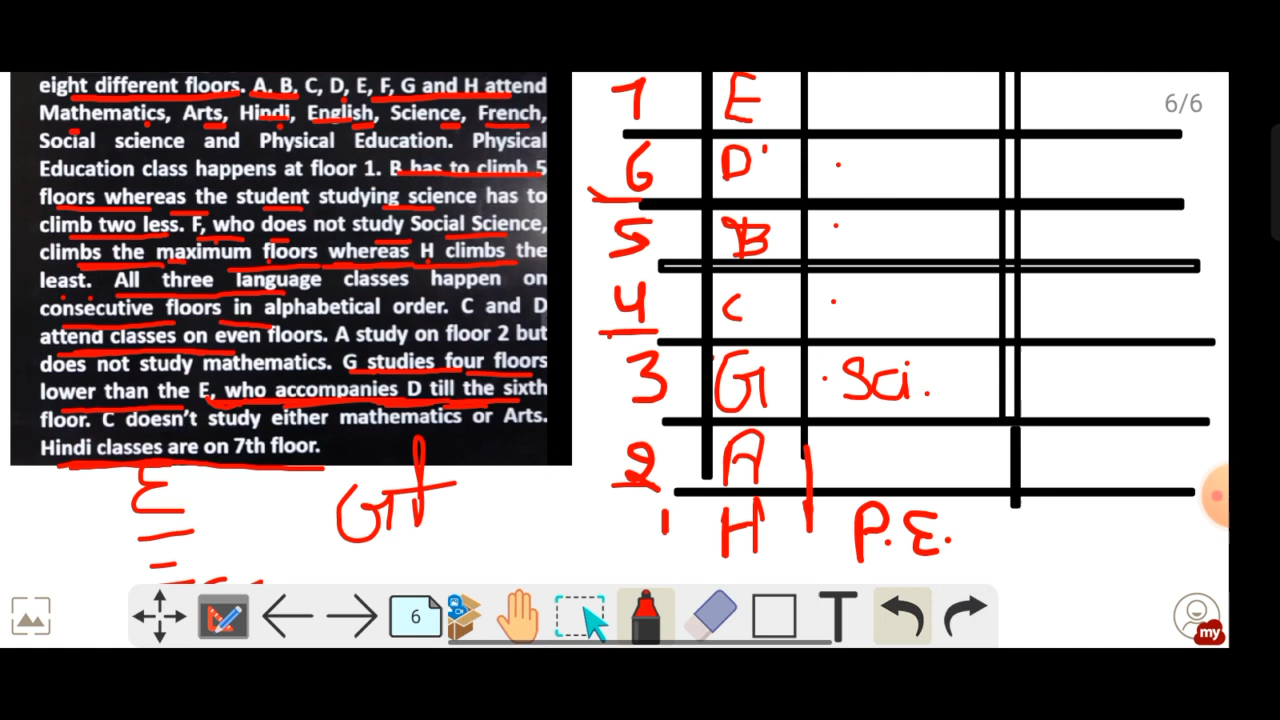 eight different floors. A, B, C, D, E, F, G and H attend
Mathematics, Arts, Hindi, English, Science, French,
Social science and Physical Education. Physical
Education class happens at floor 1. B has to climb 5
floors whereas the student studying science has to
climb two less. F, who does not study Social Science,
climbs the maximum floors whereas H climbs the
least. All three language classes happen on
consecutive floors in alphabetical order. C and D
attend classes on even floors. A study on floor 2 but
does not study mathematics. G studies four floors
lower than the E, who accompanies D till the sixth
floor. C doesn't study either mathematics or Arts.
Hindi classes are on 7th floor.
E
G
6/6
7 E
6 D
5 B
4 C
3 G Sci.
2 A
1 H P.E.
6
T
my